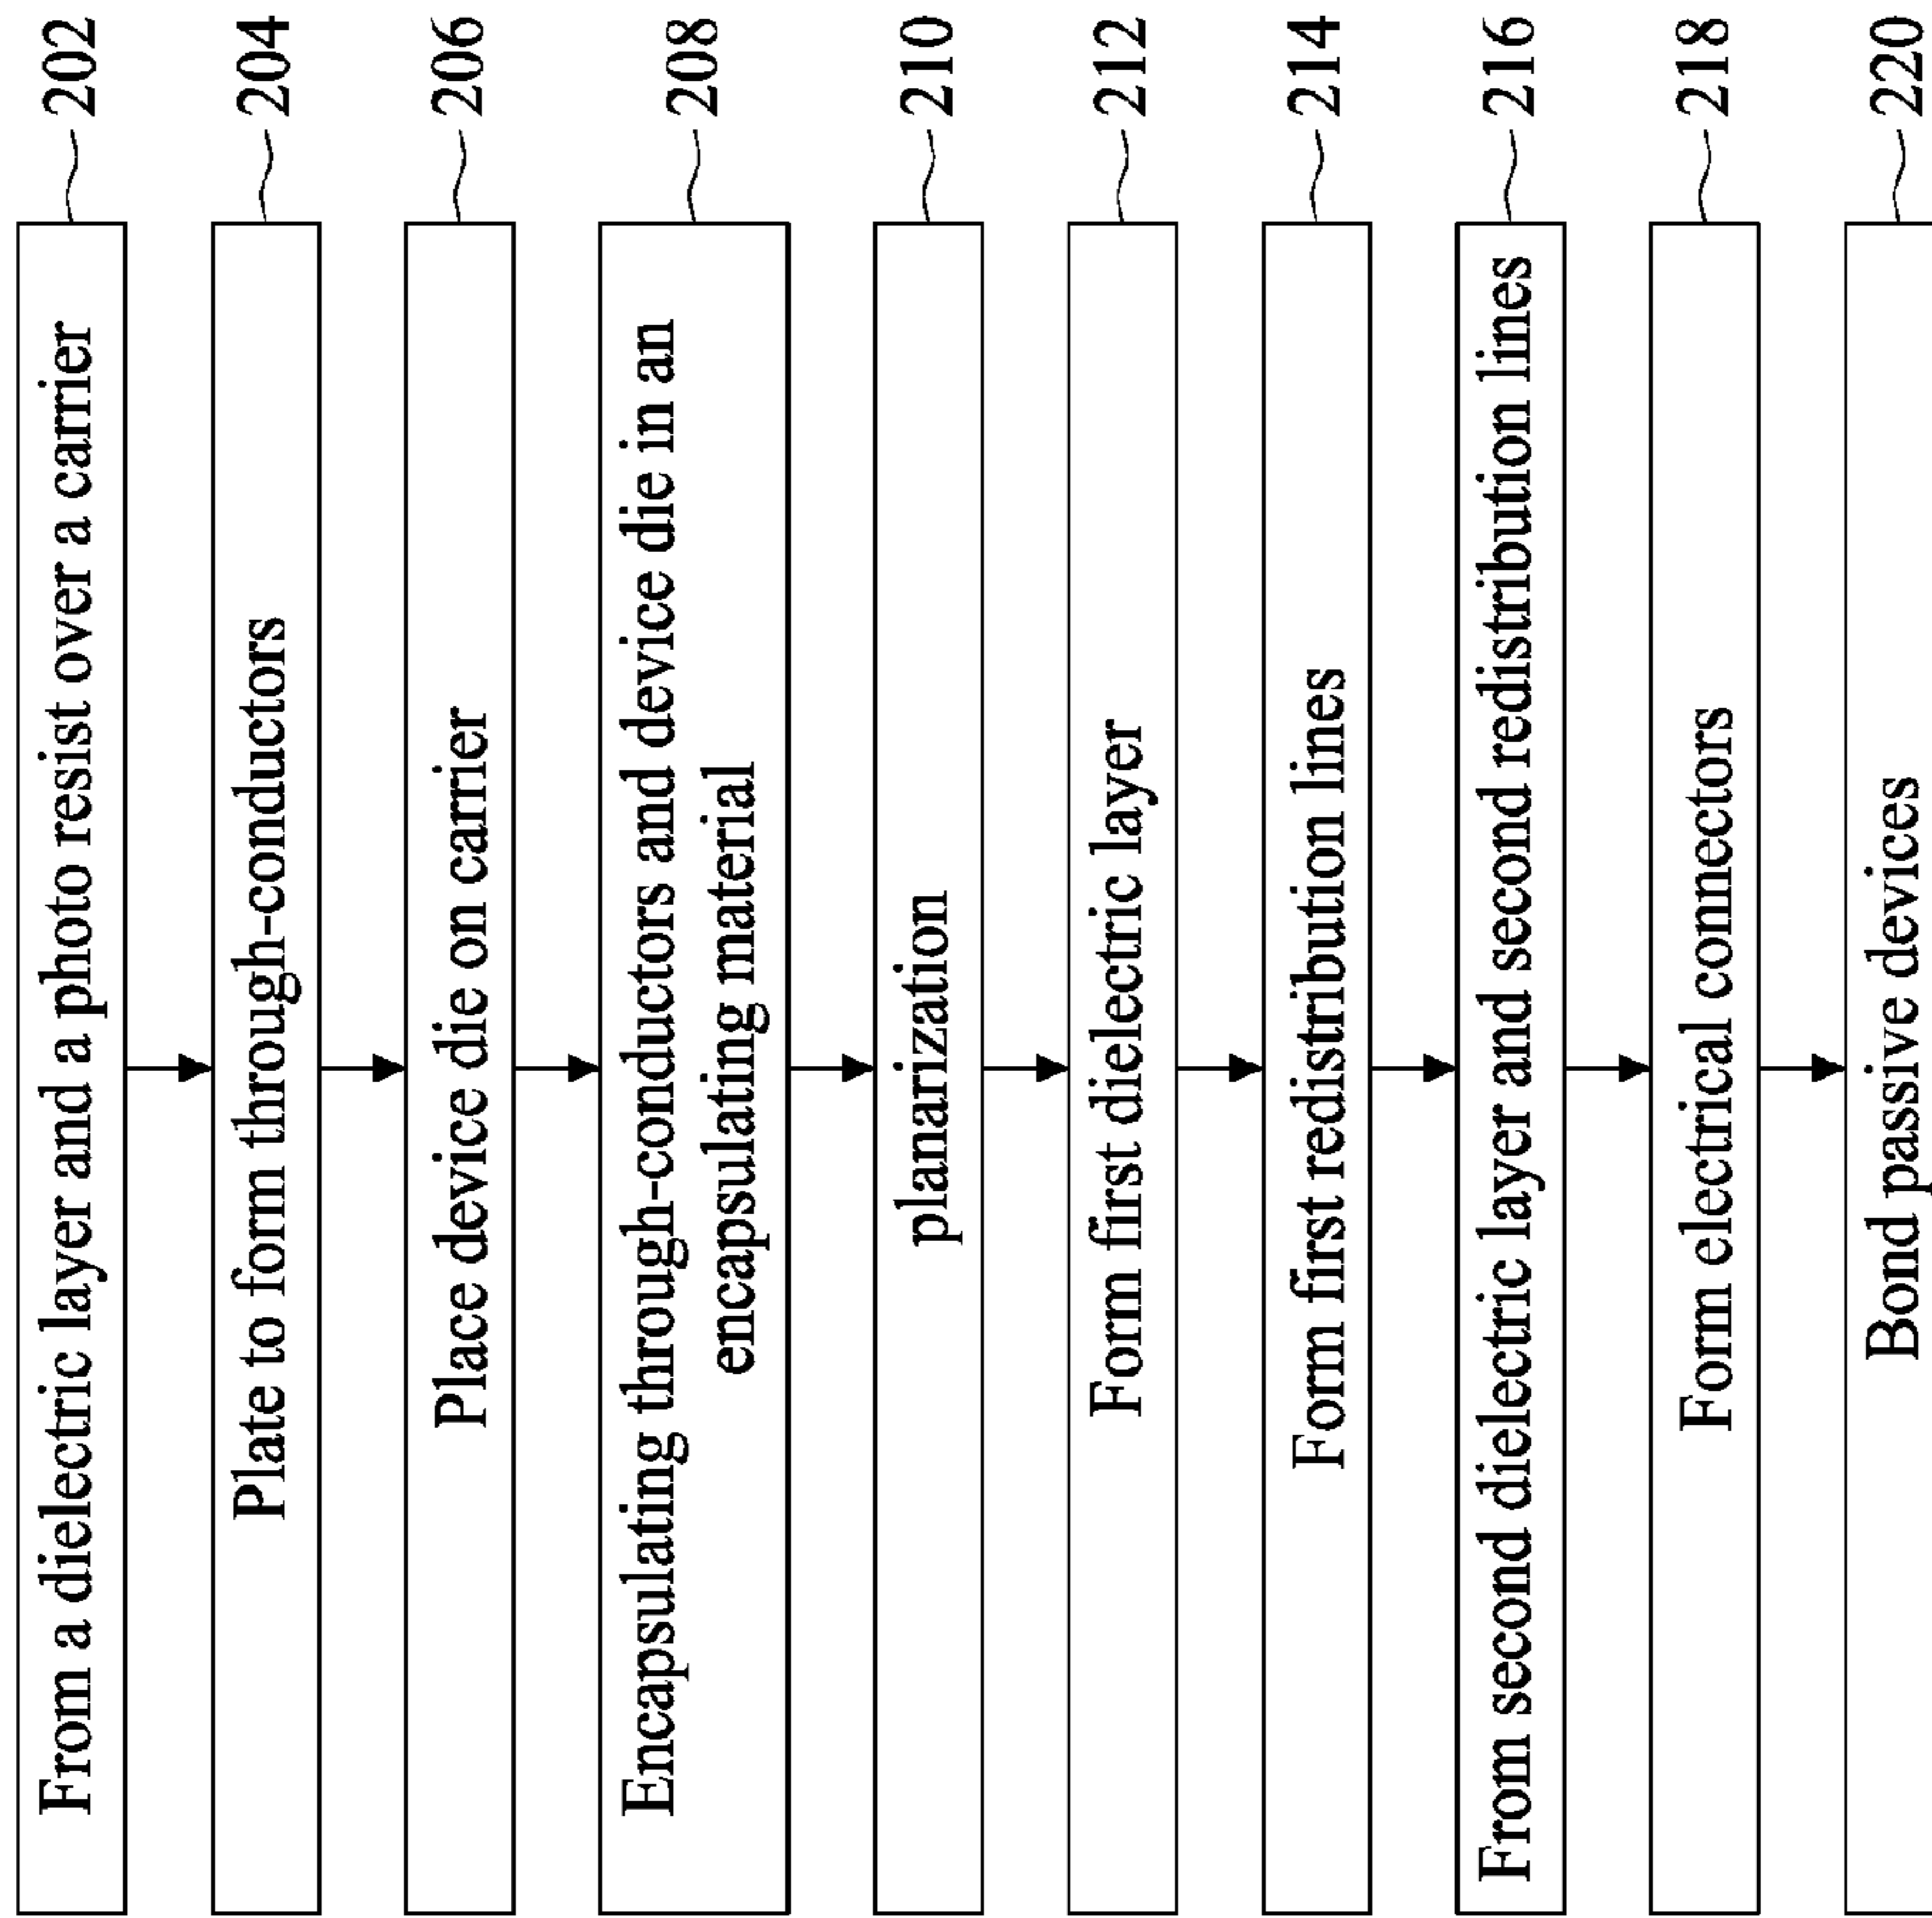 From a dielectric layer and a photo resist over a carrier
202
Plate to form through-conductors
204
Place device die on carrier
206
Encapsulating through-conductors and device die in an
encapsulating material
208
planarization
210
Form first dielectric layer
212
Form first redistribution lines
214
From second dielectric layer and second redistribution lines
216
Form electrical connectors
218
Bond passive devices
220